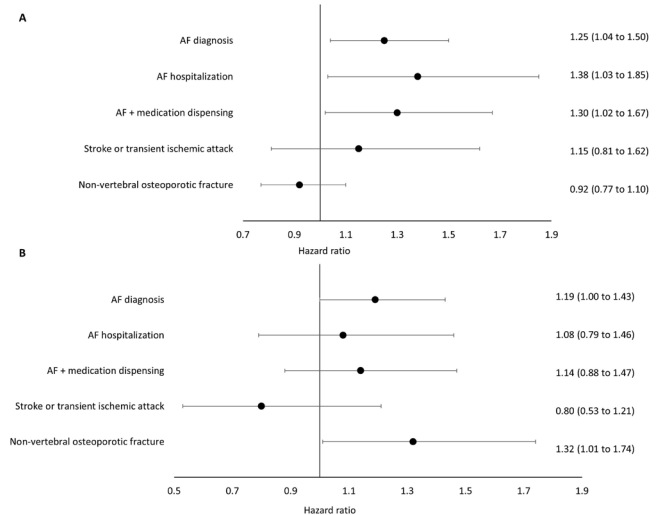 A
AF diagnosis 1.25 (1.04 to 1.50)
AF hospitalization 1.38 (1.03 to 1.85)
AF + medication dispensing 1.30 (1.02 to 1.67)
Stroke or transient ischemic attack 1.15 (0.81 to 1.62)
Non-vertebral osteoporotic fracture 0.92 (0.77 to 1.10)
0.7 0.9 1.1 1.3 1.5 1.7 1.9
Hazard ratio
B
AF diagnosis 1.19 (1.00 to 1.43)
AF hospitalization 1.08 (0.79 to 1.46)
AF + medication dispensing 1.14 (0.88 to 1.47)
Stroke or transient ischemic attack 0.80 (0.53 to 1.21)
Non-vertebral osteoporotic fracture 1.32 (1.01 to 1.74)
0.5 0.7 0.9 1.1 1.3 1.5 1.7 1.9
Hazard ratio